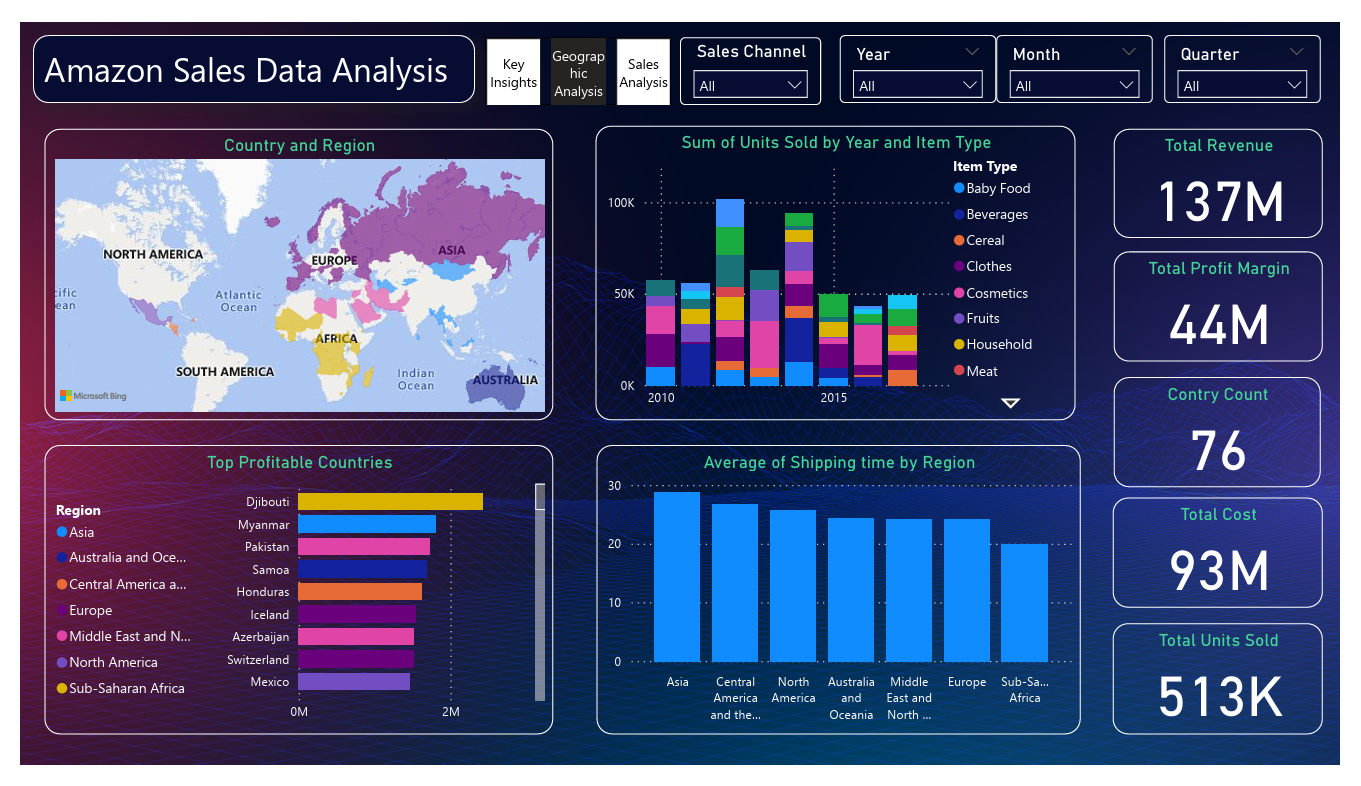 Amazon Sales Data Analysis
Key
Insights
Geograp
hic
Analysis
Sales
Analysis
Sales Channel
All
Year
All
Month
All
Quarter
All
Country and Region
NORTH AMERICA
EUROPE
ASIA
cific
ean
Atlantic
Ocean
AFRICA
SOUTH AMERICA
Indian
Ocean
AUSTRALIA
Microsoft Bing
Sum of Units Sold by Year and Item Type
100K
50K
0K
2010
2015
Item Type
Baby Food
Beverages
Cereal
Clothes
Cosmetics
Fruits
Household
Meat
Total Revenue
137M
Total Profit Margin
44M
Contry Count
76
Total Cost
93M
Total Units Sold
513K
Top Profitable Countries
Region
Asia
Australia and Oce...
Central America a...
Europe
Middle East and N...
North America
Sub-Saharan Africa
Djibouti
Myanmar
Pakistan
Samoa
Honduras
Iceland
Azerbaijan
Switzerland
Mexico
0M
2M
Average of Shipping time by Region
30
20
10
0
Asia
Central
America
and the...
North
America
Australia
and
Oceania
Middle
East and
North ...
Europe
Sub-Sa...
Africa